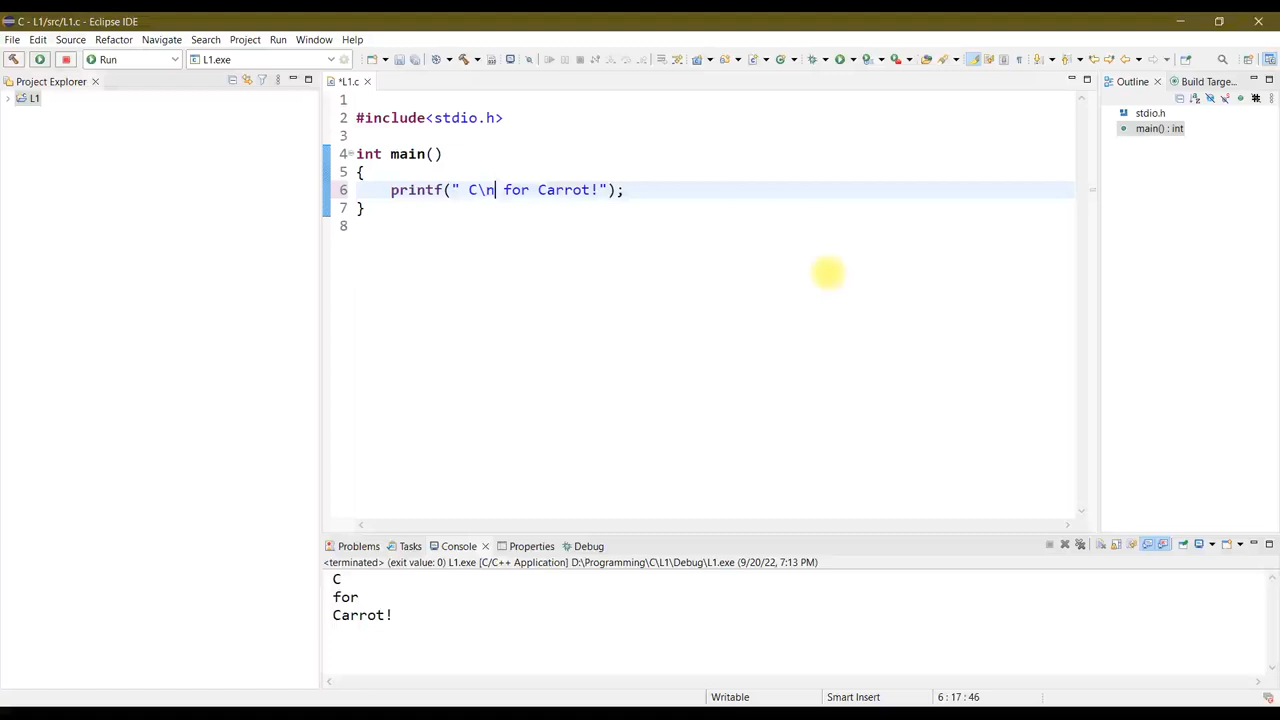 C - L1/src/L1.c - Eclipse IDE
File Edit Source Refactor Navigate Search Project Run Window Help
Run L1.exe
Project Explorer
*L1.c
Outline Build Targe...
L1
stdio.h
main() : int
1
2 #include<stdio.h>
3
4 int main()
5 {
6 printf(" C\n for Carrot!");
7 }
8
Problems Tasks Console Properties Debug
<terminated> (exit value: 0) L1.exe [C/C++ Application] D:\Programming\C\L1\Debug\L1.exe (9/20/22, 7:13 PM)
C
for
Carrot!
Writable Smart Insert 6 : 17 : 46